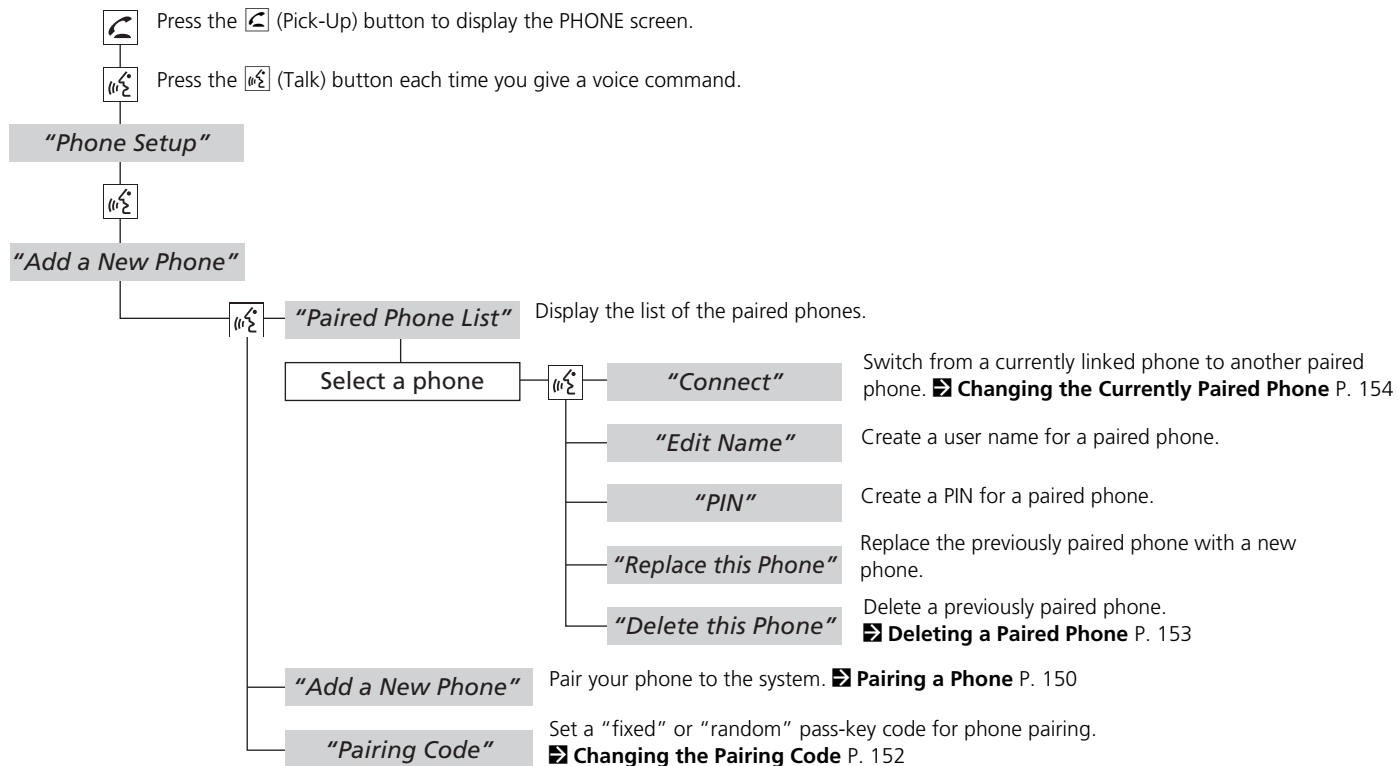 Press the (Pick-Up) button to display the PHONE screen.
Press the (Talk) button each time you give a voice command.
“Phone Setup”
“Add a New Phone”
“Paired Phone List”
Display the list of the paired phones.
Select a phone
“Connect”
Switch from a currently linked phone to another paired
phone. Changing the Currently Paired Phone P. 154
“Edit Name”
Create a user name for a paired phone.
“PIN”
Create a PIN for a paired phone.
“Replace this Phone”
Replace the previously paired phone with a new
phone.
“Delete this Phone”
Delete a previously paired phone.
Deleting a Paired Phone P. 153
“Add a New Phone”
Pair your phone to the system. Pairing a Phone P. 150
“Pairing Code”
Set a “fixed” or “random” pass-key code for phone pairing.
Changing the Pairing Code P. 152